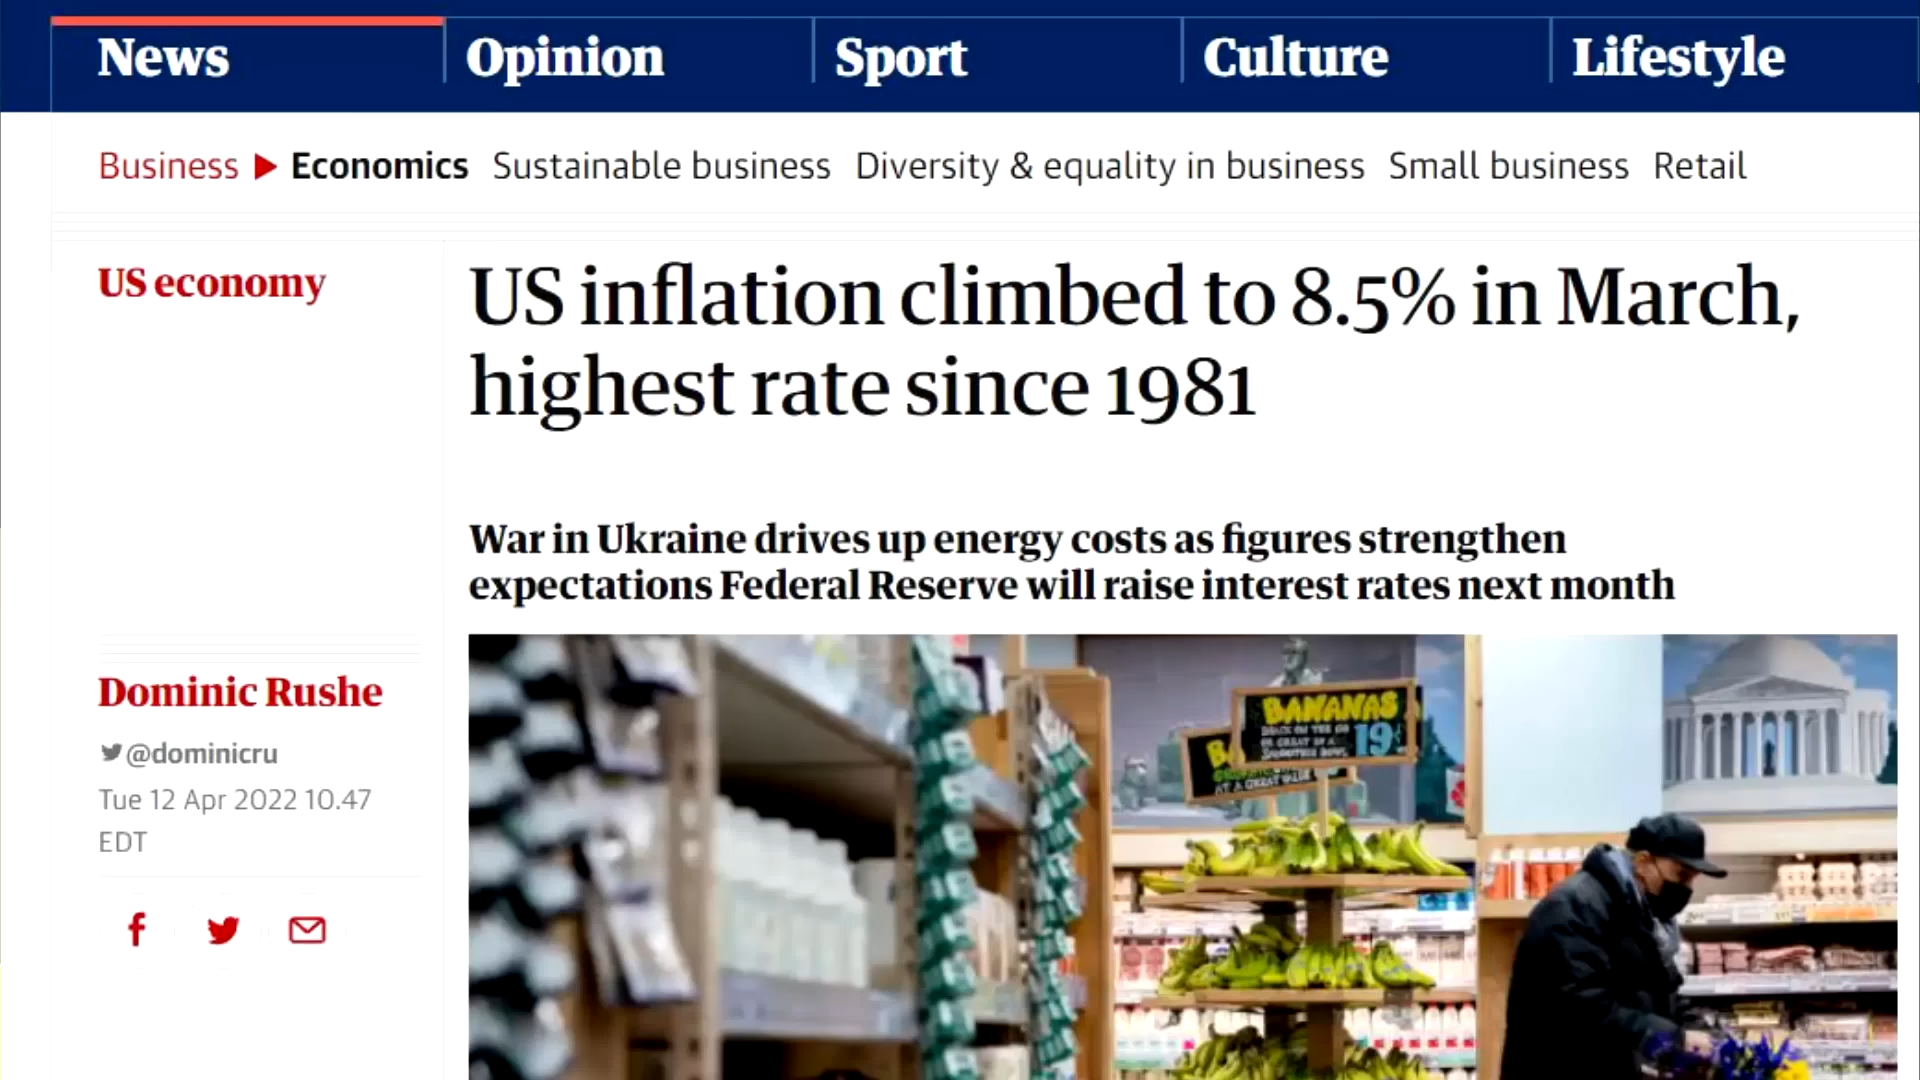 News Opinion Sport Culture Lifestyle
Business Economics Sustainable business Diversity & equality in business Small business Retail
US economy
US inflation climbed to 8.5% in March,
highest rate since 1981
War in Ukraine drives up energy costs as figures strengthen
expectations Federal Reserve will raise interest rates next month
Dominic Rushe
@dominicru
Tue 12 Apr 2022 10.47
EDT
BANANAS
19¢
AT A GREAT VALUE